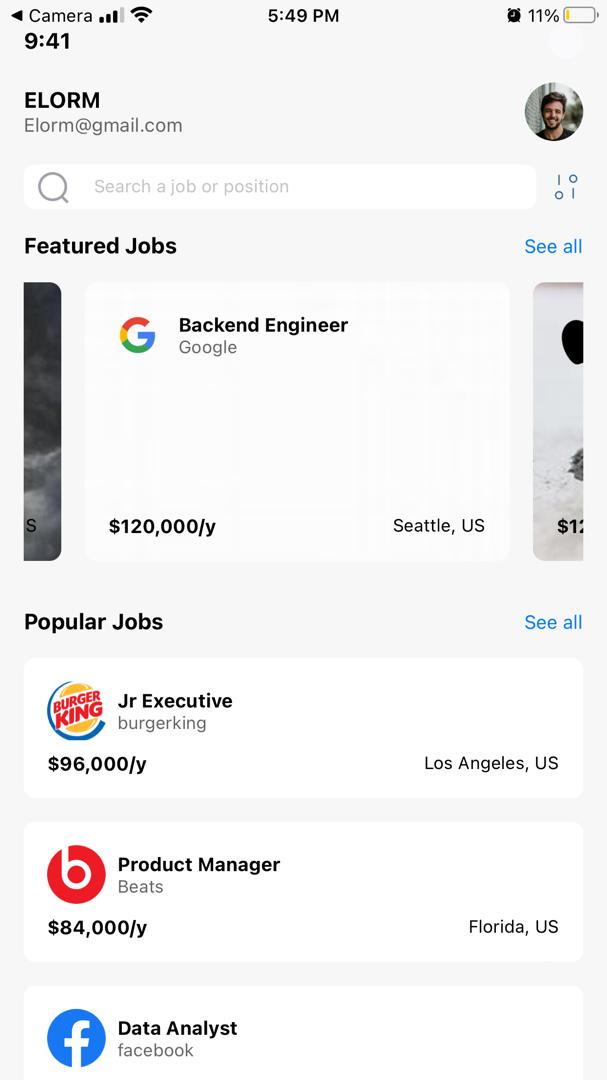 Camera 5:49 PM 11%
9:41
ELORM
Elorm@gmail.com
Search a job or position
Featured Jobs See all
Backend Engineer
Google
S $120,000/y Seattle, US $12
Popular Jobs See all
BURGER
KING
Jr Executive
burgerking
$96,000/y Los Angeles, US
b
Product Manager
Beats
$84,000/y Florida, US
f
Data Analyst
facebook